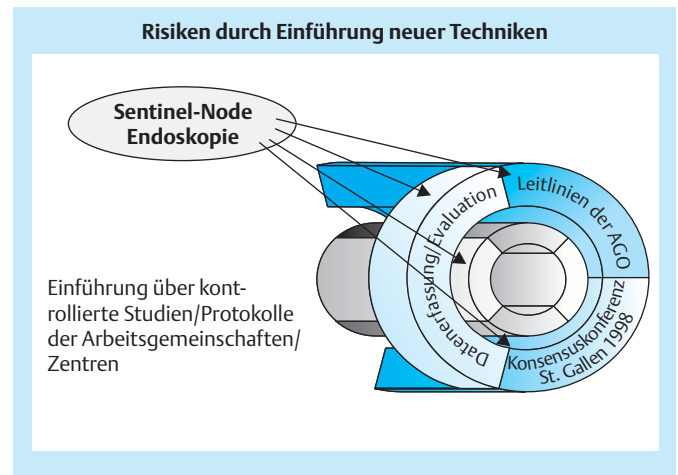 Risiken durch Einführung neuer Techniken
Sentinel-Node
Endoskopie
Leitlinien der AGO
Datenerfassung/Evaluation
Konsensuskonferenz
St. Gallen 1998
Einführung über kont-
rollierte Studien/Protokolle
der Arbeitsgemeinschaften/
Zentren